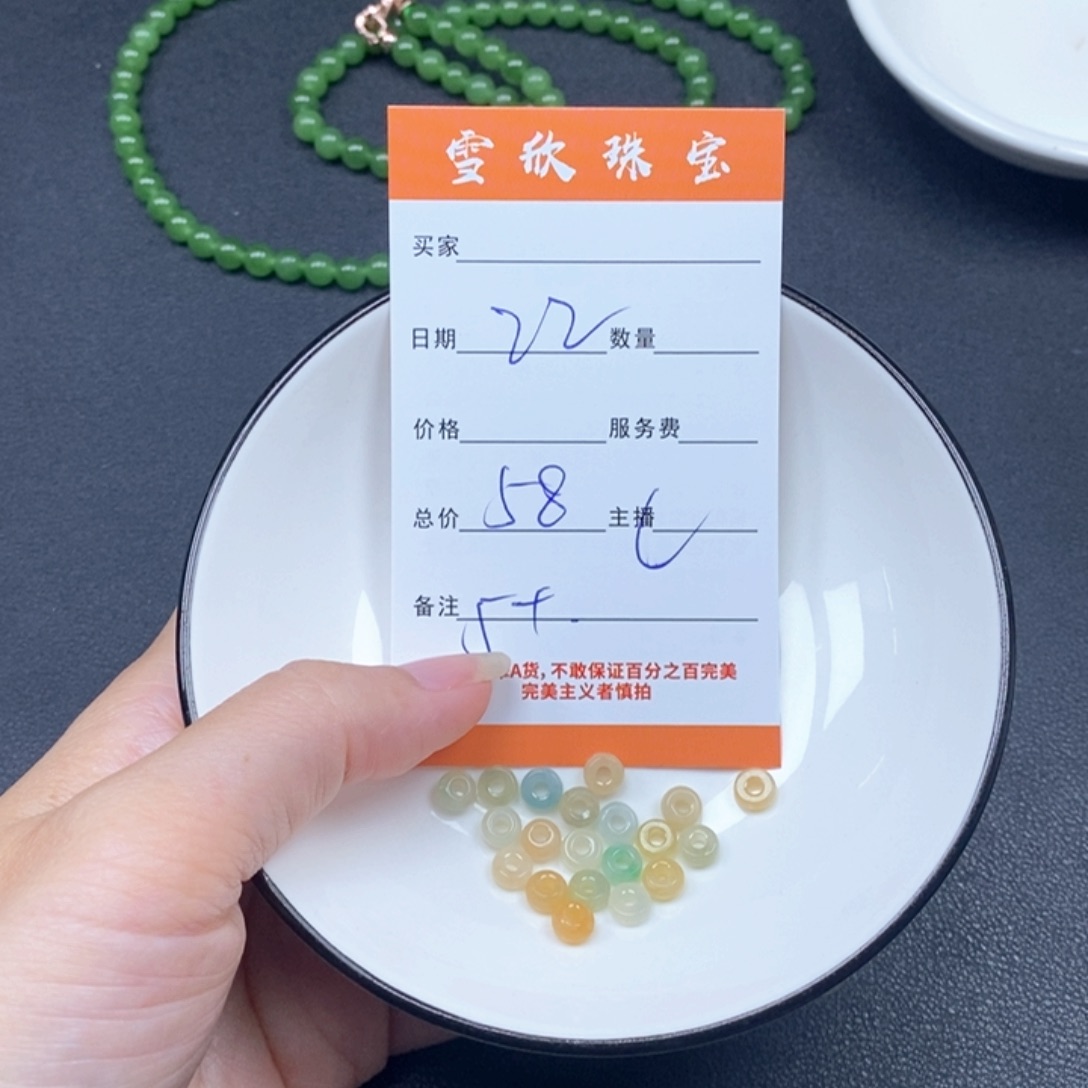 雪欣珠宝
买家
日期 22 数量
价格 服务费
总价 58 主播
备注
A货,不敢保证百分之百完美
完美主义者慎拍